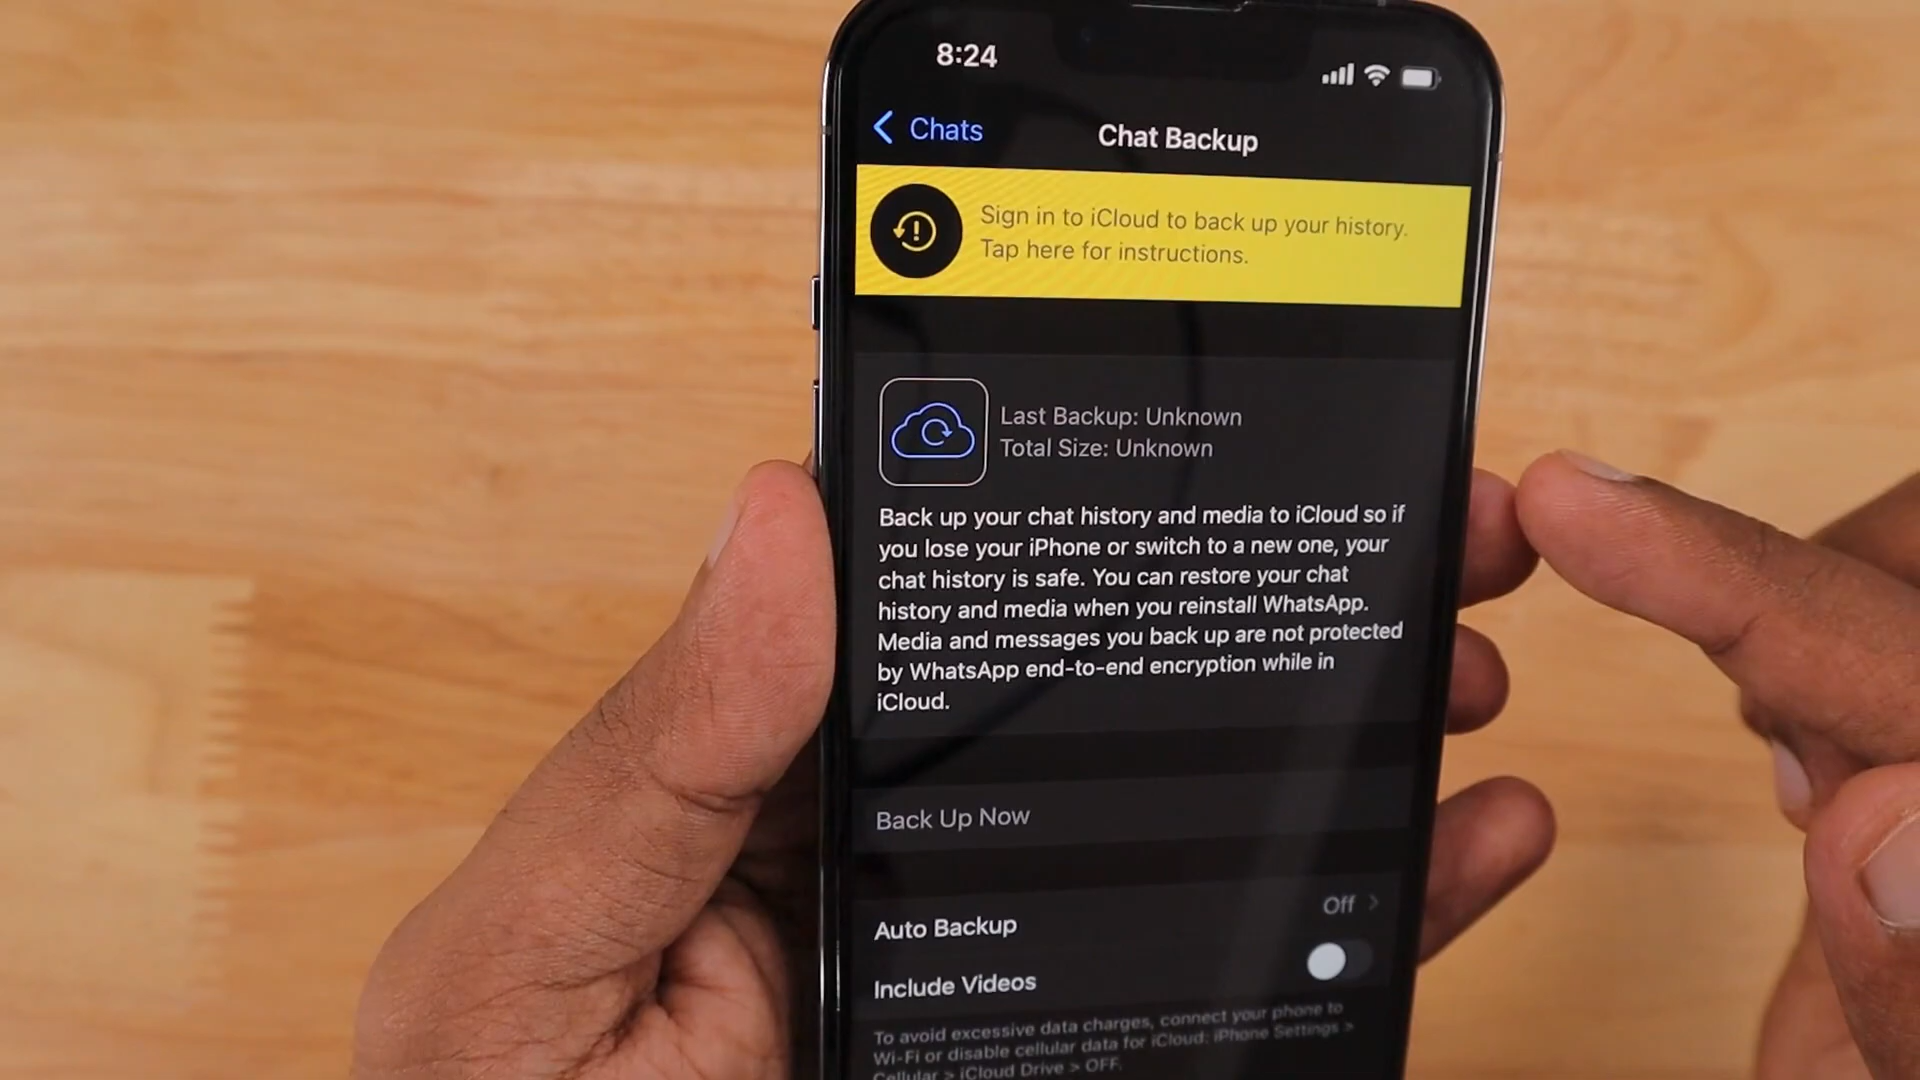 8:24
Chats
Chat Backup
Sign in to iCloud to back up your history.
Tap here for instructions.
Last Backup: Unknown
Total Size: Unknown
Back up your chat history and media to iCloud so if
you lose your iPhone or switch to a new one, your
chat history is safe. You can restore your chat
history and media when you reinstall WhatsApp.
Media and messages you back up are not protected
by WhatsApp end-to-end encryption while in
iCloud.
Back Up Now
Auto Backup Off >
Include Videos
To avoid excessive data charges, connect your phone to
Wi-Fi or disable cellular data for iCloud: iPhone Settings >
Cellular > iCloud Drive > OFF.